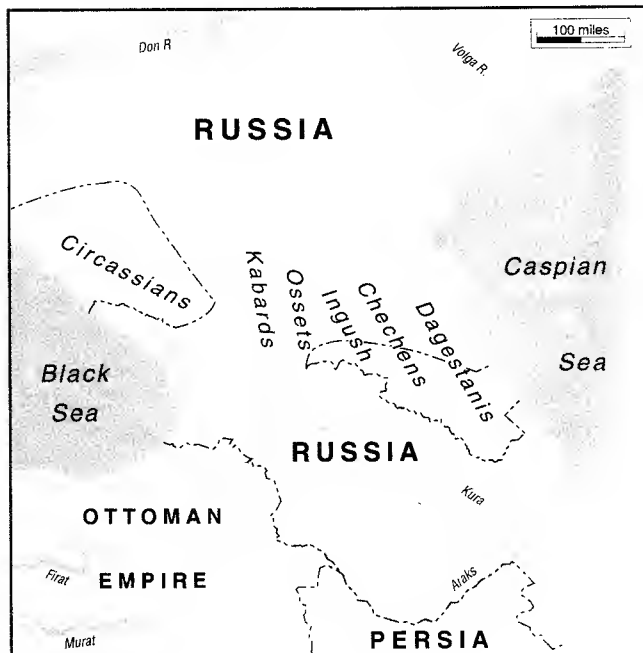 100 miles
Don R
Volga R.
RUSSIA
Circassians
Kabards
Ossets
Ingush
Chechens
Dagestanis
Caspian
Sea
Black
Sea
RUSSIA
Kura
OTTOMAN
EMPIRE
Firat
Araks
Murat
PERSIA